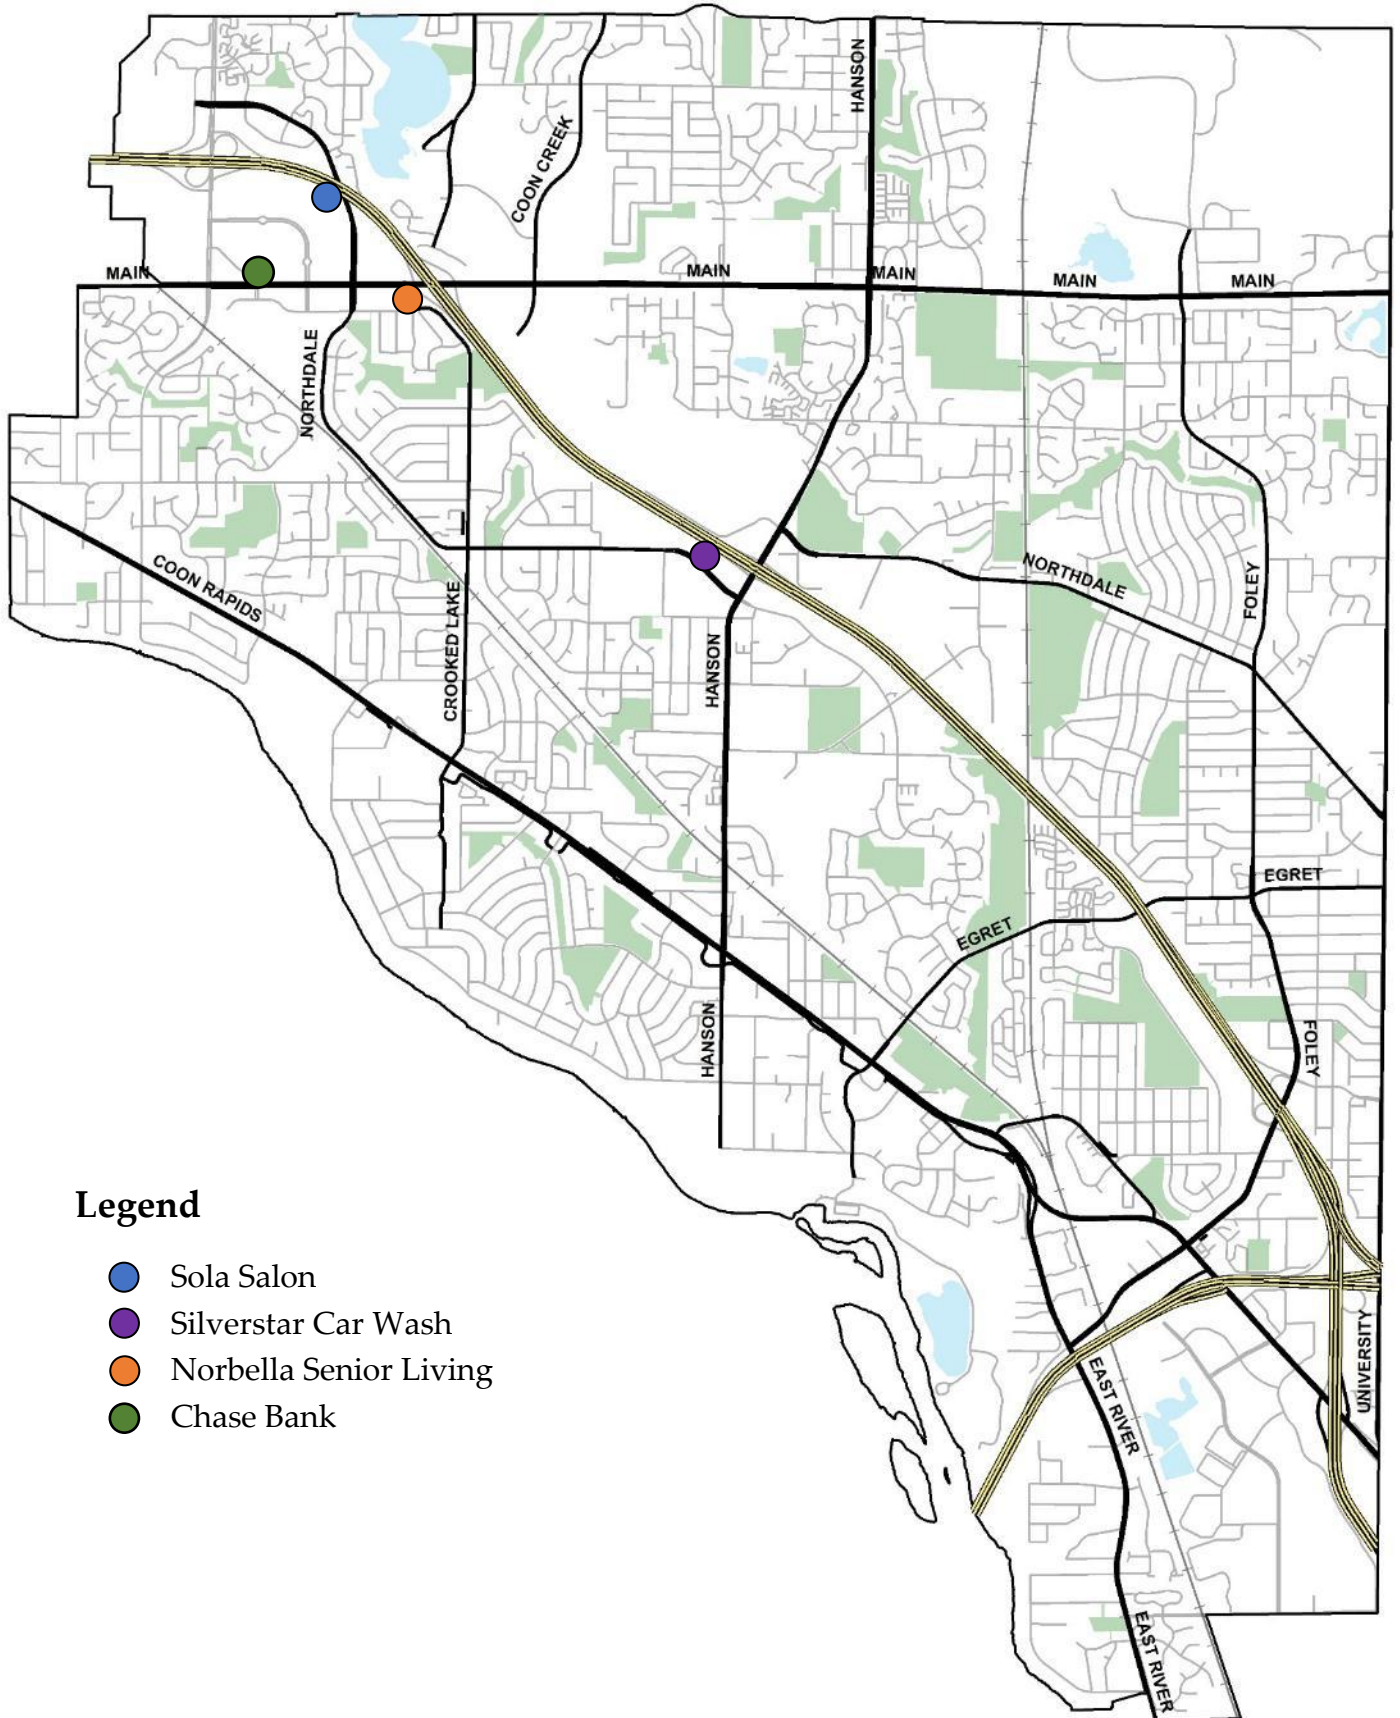 HANSON
COON CREEK
MAIN
MAIN
MAIN
MAIN
MAIN
NORTHDALE
COON RAPIDS
CROOKED LAKE
NORTHDALE
FOLEY
HANSON
EGRET
EGRET
HANSON
FOLEY
Legend
Sola Salon
Silverstar Car Wash
Norbella Senior Living
Chase Bank
UNIVERSITY
EAST RIVER
EAST RIVER